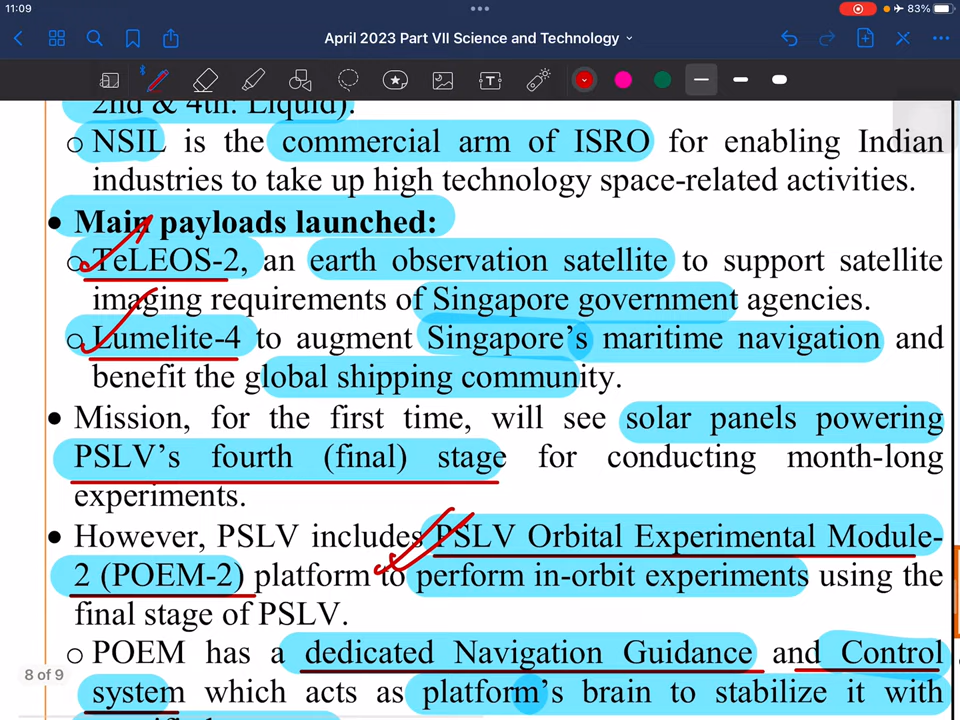 11:09
83%
April 2023 Part VII Science and Technology
2nd & 4th: Liquid).
o NSIL is the commercial arm of ISRO for enabling Indian
industries to take up high technology space-related activities.
• Main payloads launched:
o TeLEOS-2, an earth observation satellite to support satellite
imaging requirements of Singapore government agencies.
o Lumelite-4 to augment Singapore's maritime navigation and
benefit the global shipping community.
• Mission, for the first time, will see solar panels powering
PSLV's fourth (final) stage for conducting month-long
experiments.
• However, PSLV includes PSLV Orbital Experimental Module-
2 (POEM-2) platform to perform in-orbit experiments using the
final stage of PSLV.
o POEM has a dedicated Navigation Guidance and Control
8 of 9
system which acts as platform's brain to stabilize it with